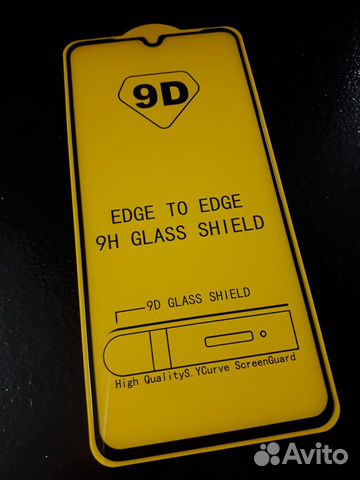 9D
EDGE TO EDGE
9H GLASS SHIELD
9D GLASS SHIELD
High QualityS.YCurve ScreenGuard
Avito